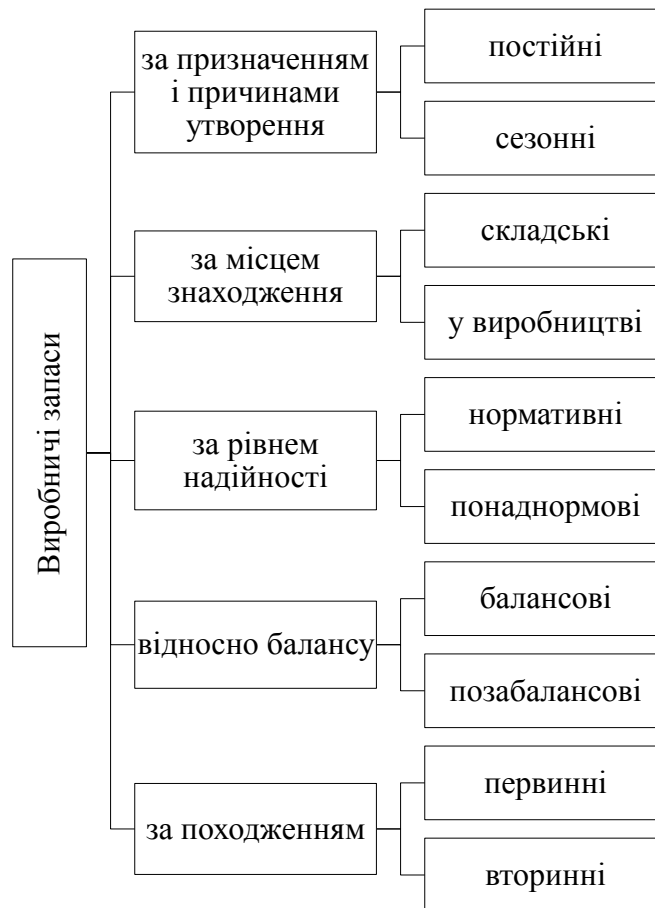 Виробничі запаси
за призначенням
і причинами
утворення
постійні
сезонні
за місцем
знаходження
складські
у виробництві
за рівнем
надійності
нормативні
понаднормові
відносно балансу
балансові
позабалансові
за походженням
первинні
вторинні